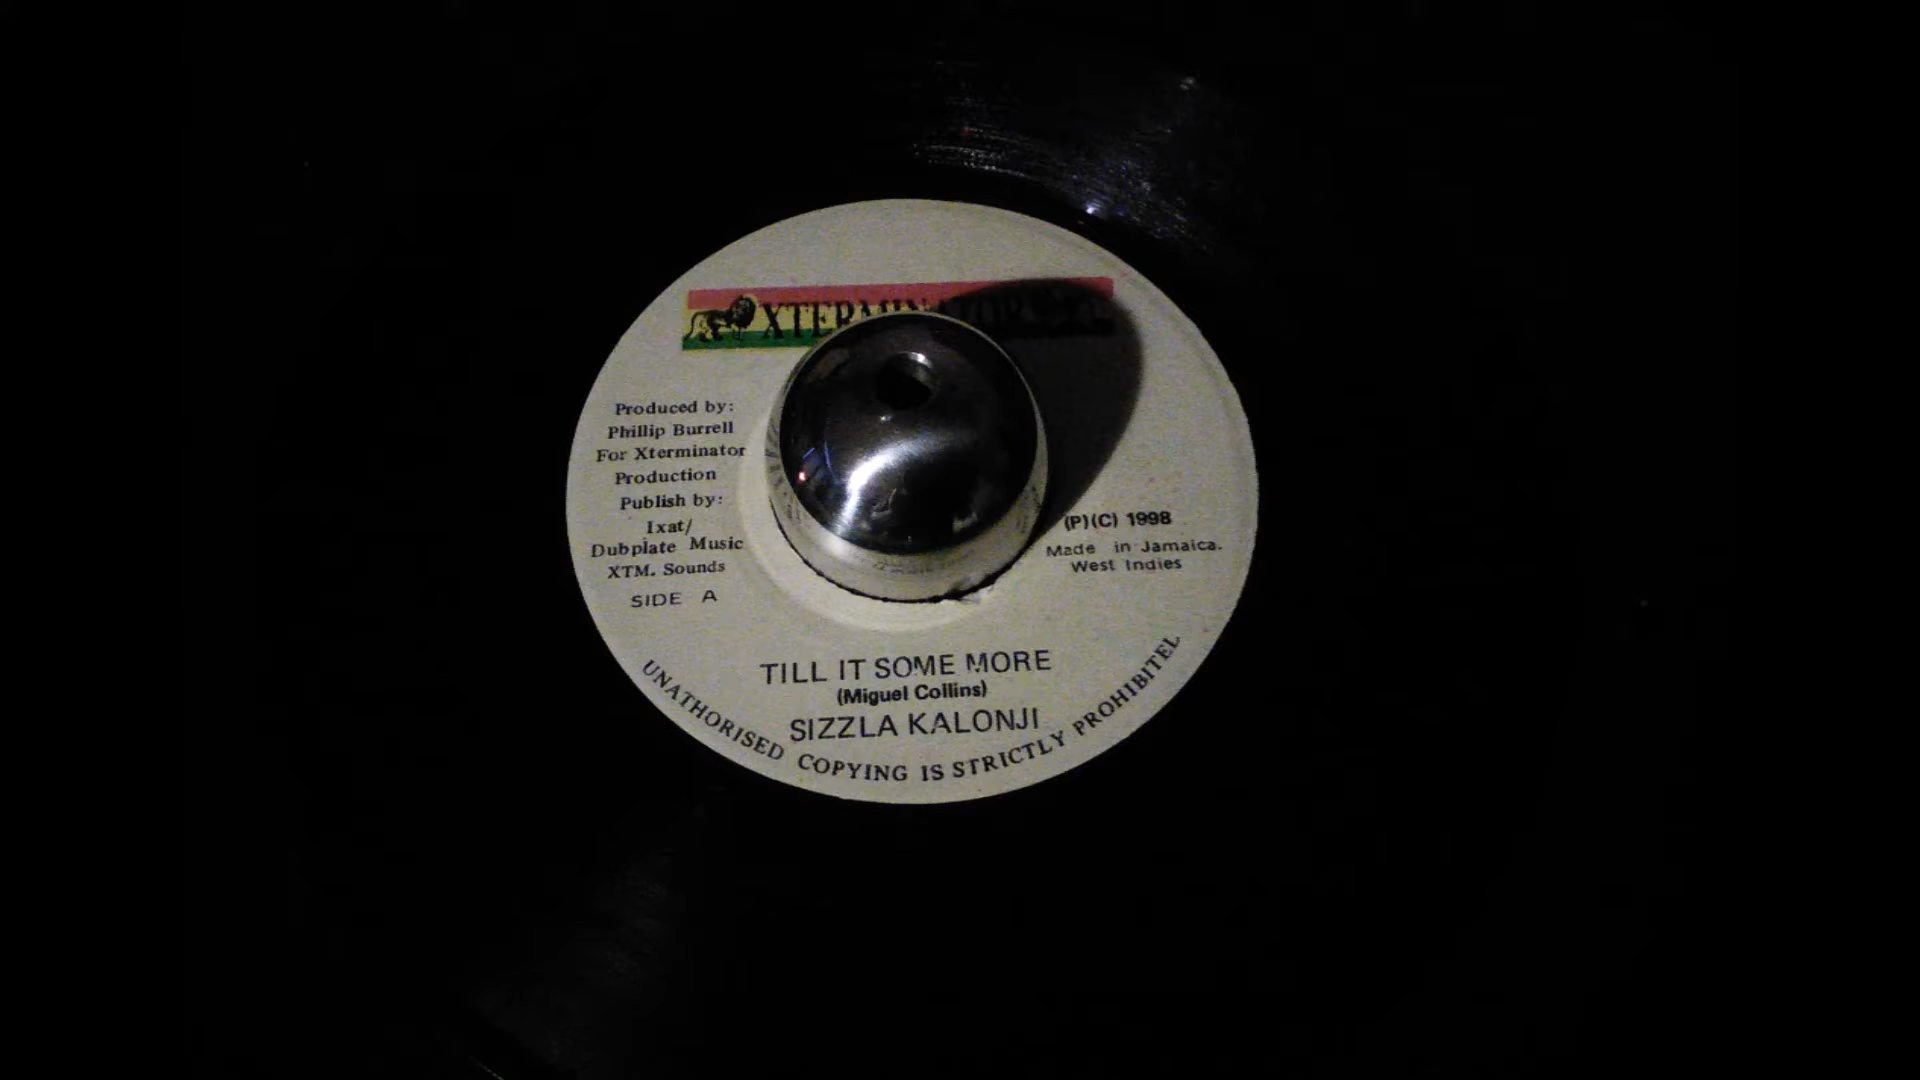 XTERMINATOR
Produced by:
Phillip Burrell
For Xterminator
Production
Publish by:
Ixat/
Dubplate Music
XTM. Sounds
SIDE A
(P)(C) 1998
Made in Jamaica.
West Indies
TILL IT SOME MORE
(Miguel Collins)
SIZZLA KALONJI
UNATHORISED COPYING IS STRICTLY PROHIBITEL